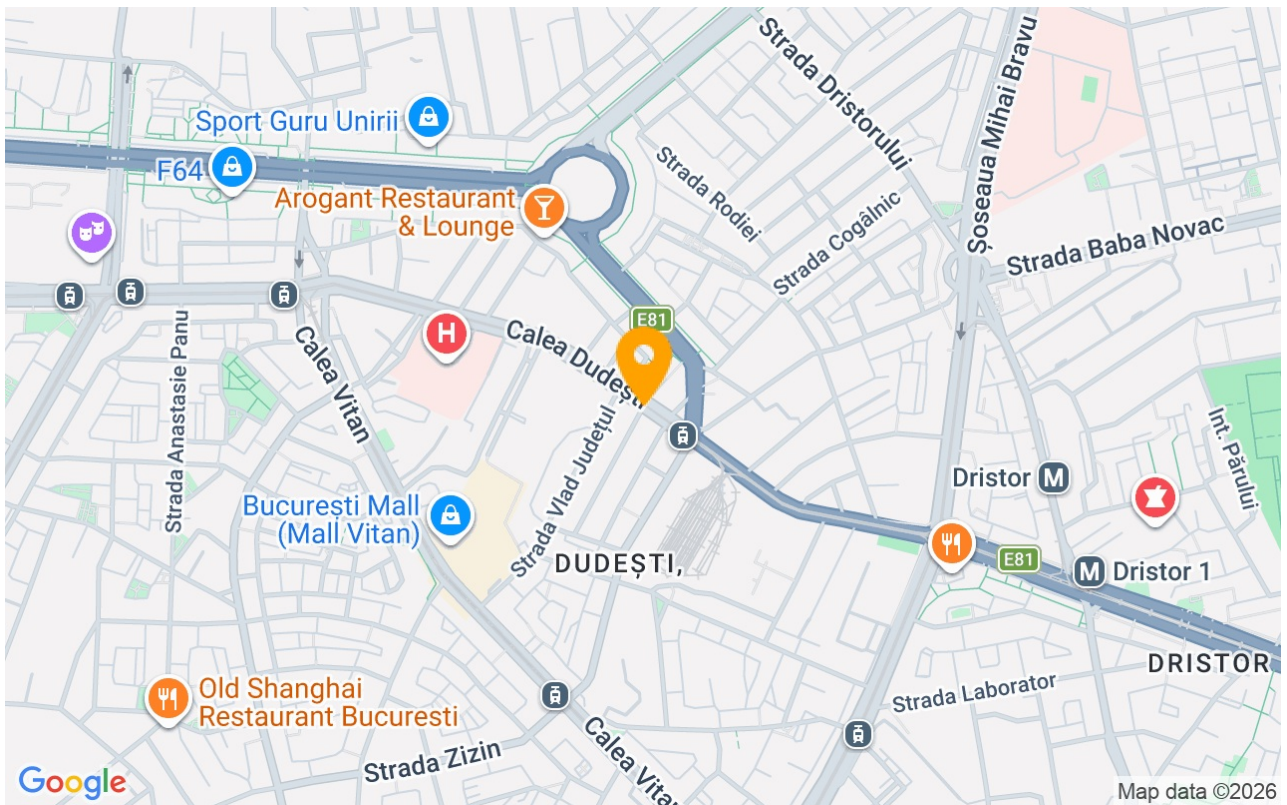 Strada Dristorului
Șoseaua Mihai Bravu
Sport Guru Unirii
F64
Strada Rodiei
Arogant Restaurant
& Lounge
Strada Cogâlnic
Strada Baba Novac
E81
H
Calea Dudești
Calea Vitan
Strada Anastasie Panu
Strada Vlad Județul
Int. Părului
Dristor M
București Mall
(Mall Vitan)
DUDEȘTI,
E81
M Dristor 1
DRISTOR
Old Shanghai
Restaurant Bucuresti
Strada Laborator
Strada Zizin
Calea Vitan
Google
Map data ©2026